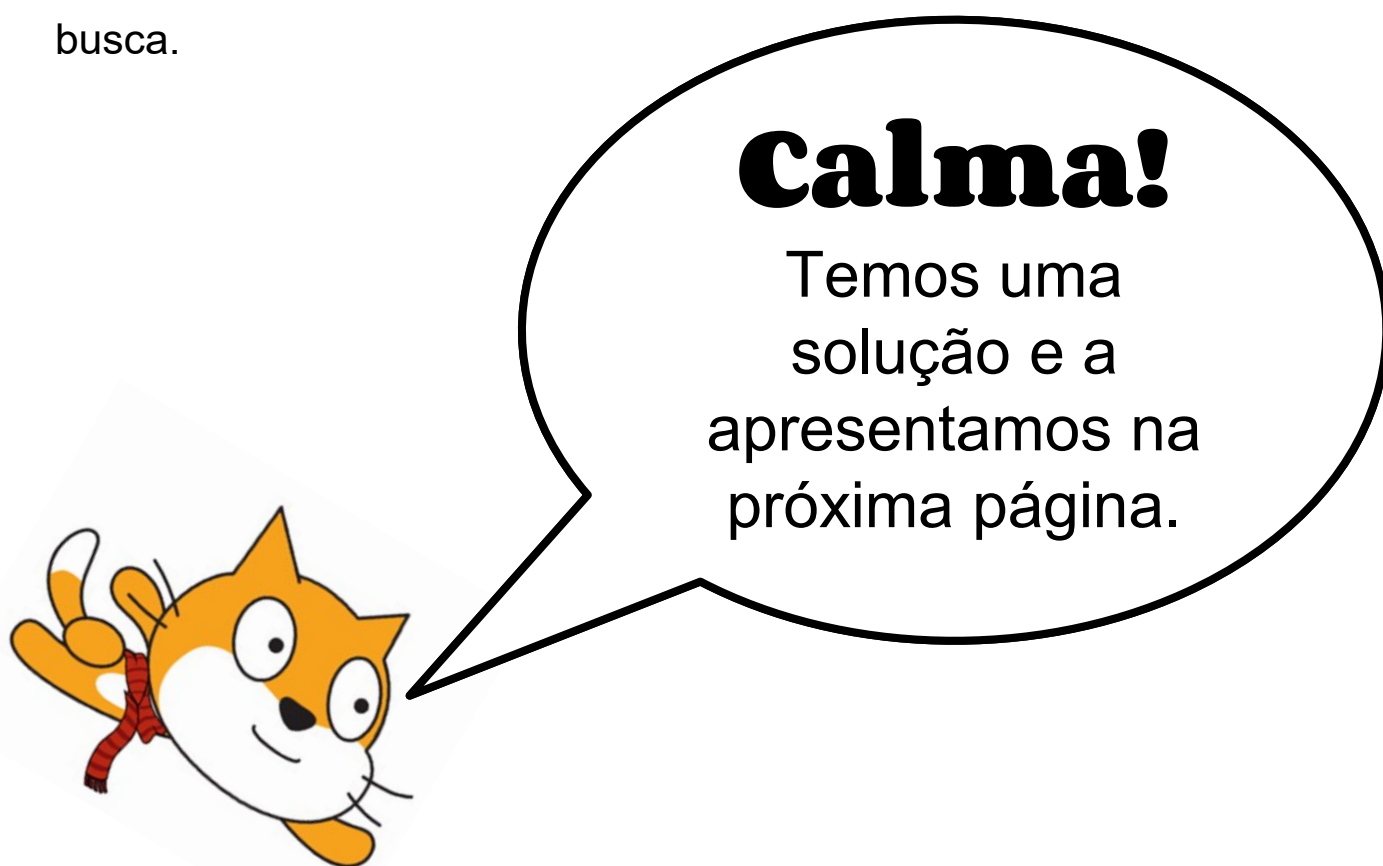 busca.
Calma!
Temos uma
solução e a
apresentamos na
próxima página.